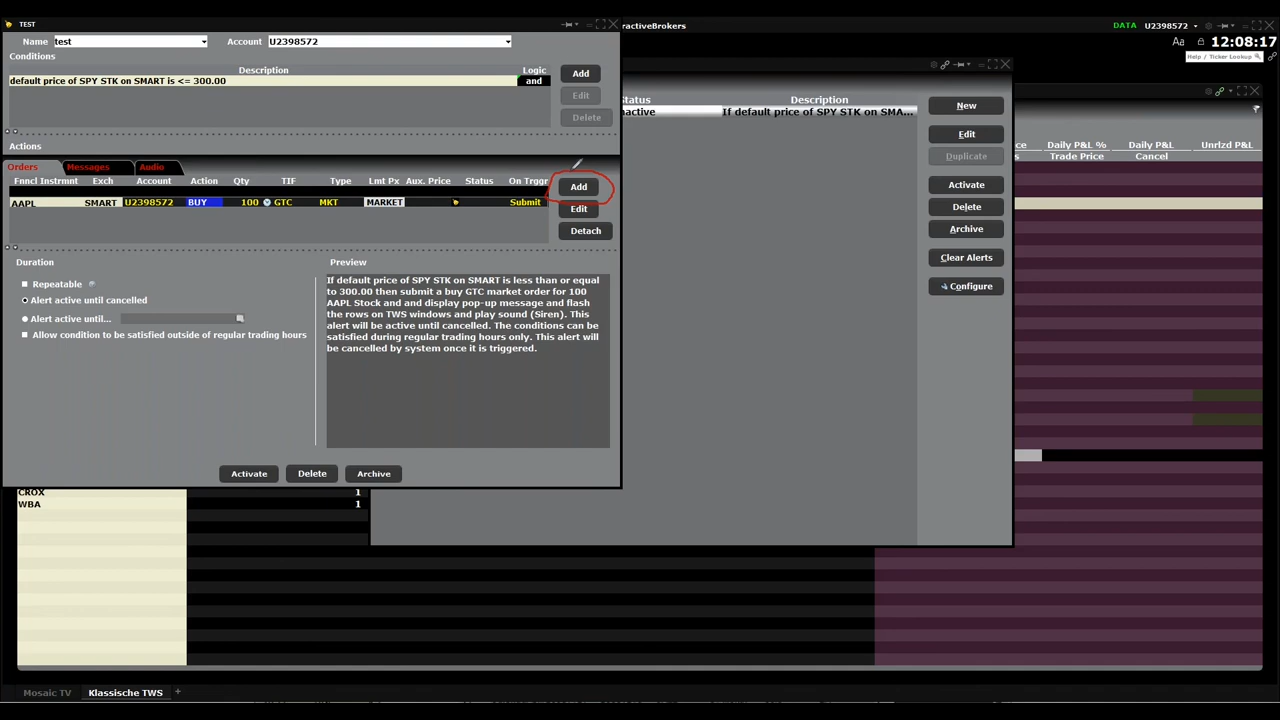 TEST
eractiveBrokers
DATA U2398572
Name test Account U2398572
Aa 12:08:17
Help / Ticker Lookup
Conditions
Description Logic
default price of SPY STK on SMART is <= 300.00 and
Add
Edit
Delete
Status Description
nactive If default price of SPY STK on SMA...
New
Edit
Duplicate
Activate
Delete
Archive
Clear Alerts
Configure
Daily P&L % Daily P&L Unrlzd P&L
Trade Price Cancel
Actions
Orders Messages Audio
Fnncl Instrmnt Exch Account Action Qty TIF Type Lmt Px Aux. Price Status On Trggr
AAPL SMART U2398572 BUY 100 GTC MKT MARKET Submit
Add
Edit
Detach
Duration
Repeatable
Alert active until cancelled
Alert active until...
Allow condition to be satisfied outside of regular trading hours
Preview
If default price of SPY STK on SMART is less than or equal
to 300.00 then submit a buy GTC market order for 100
AAPL Stock and and display pop-up message and flash
the rows on TWS windows and play sound (Siren). This
alert will be active until cancelled. The conditions can be
satisfied during regular trading hours only. This alert will
be cancelled by system once it is triggered.
Activate Delete Archive
CROX 1
WBA 1
Mosaic TV Klassische TWS +